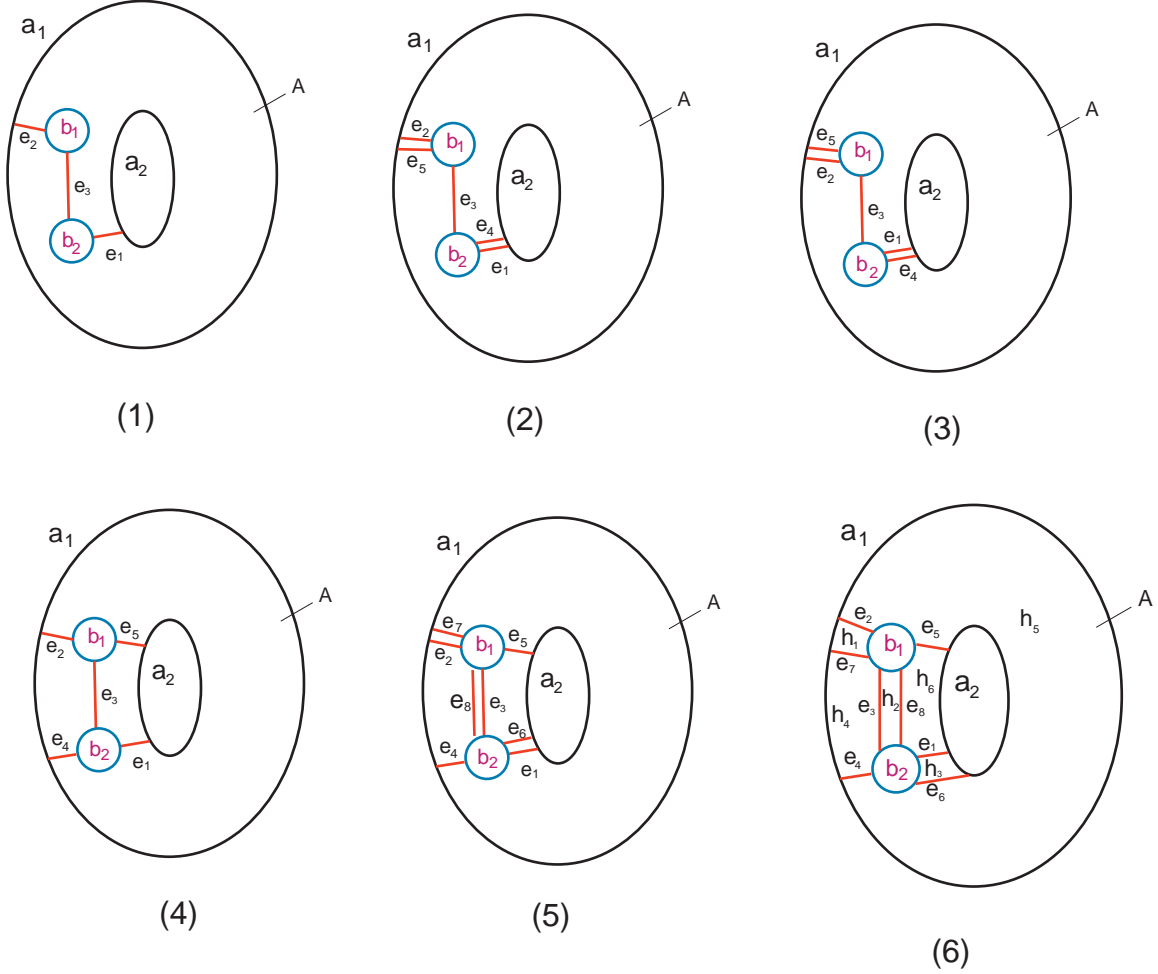 a₁
A
e₂
b₁
a₂
e₃
b₂
e₁
(1)
a₁
A
e₂
e₅
b₁
a₂
e₃
e₄
b₂
e₁
(2)
a₁
A
e₅
e₂
b₁
a₂
e₃
e₁
b₂
e₄
(3)
a₁
A
b₁
e₅
e₂
a₂
e₃
e₄
b₂
e₁
(4)
a₁
A
e₇
b₁
e₅
e₂
a₂
e₈
e₃
e₆
e₄
b₂
e₁
(5)
a₁
A
e₂
h₅
h₁
b₁
e₅
e₇
h₆
a₂
e₃
h₂
e₈
h₄
e₁
e₄
b₂
h₃
e₆
(6)